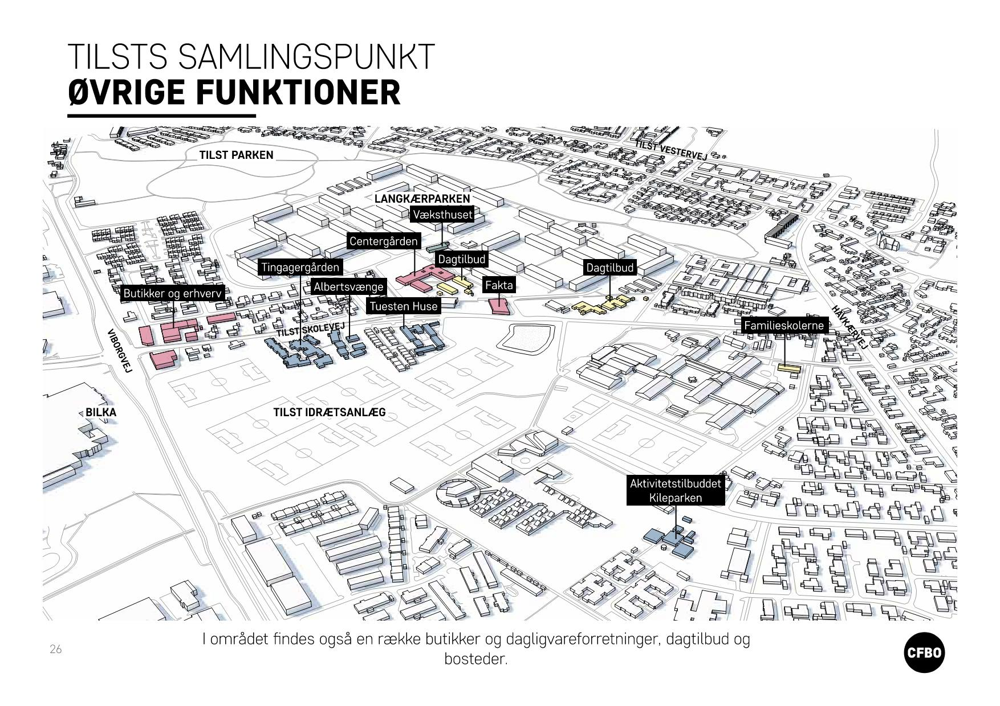 TILSTS SAMLINGSPUNKT
ØVRIGE FUNKTIONER
TILST VESTERVEJ
TILST PARKEN
LANGKÆRPARKEN
Væksthuset
Centergården
Dagtilbud
Tingagergården
Dagtilbud
Albertsvænge
Fakta
Butikker og erhverv
Tuesten Huse
HAVKÆRVEJ
Familieskolerne
TILST SKOLEVEJ
VIBORGVEJ
BILKA
TILST IDRÆTSANLÆG
Aktivitetstilbuddet
Kileparken
I området findes også en række butikker og dagligvareforretninger, dagtilbud og
bosteder.
26
CFBO